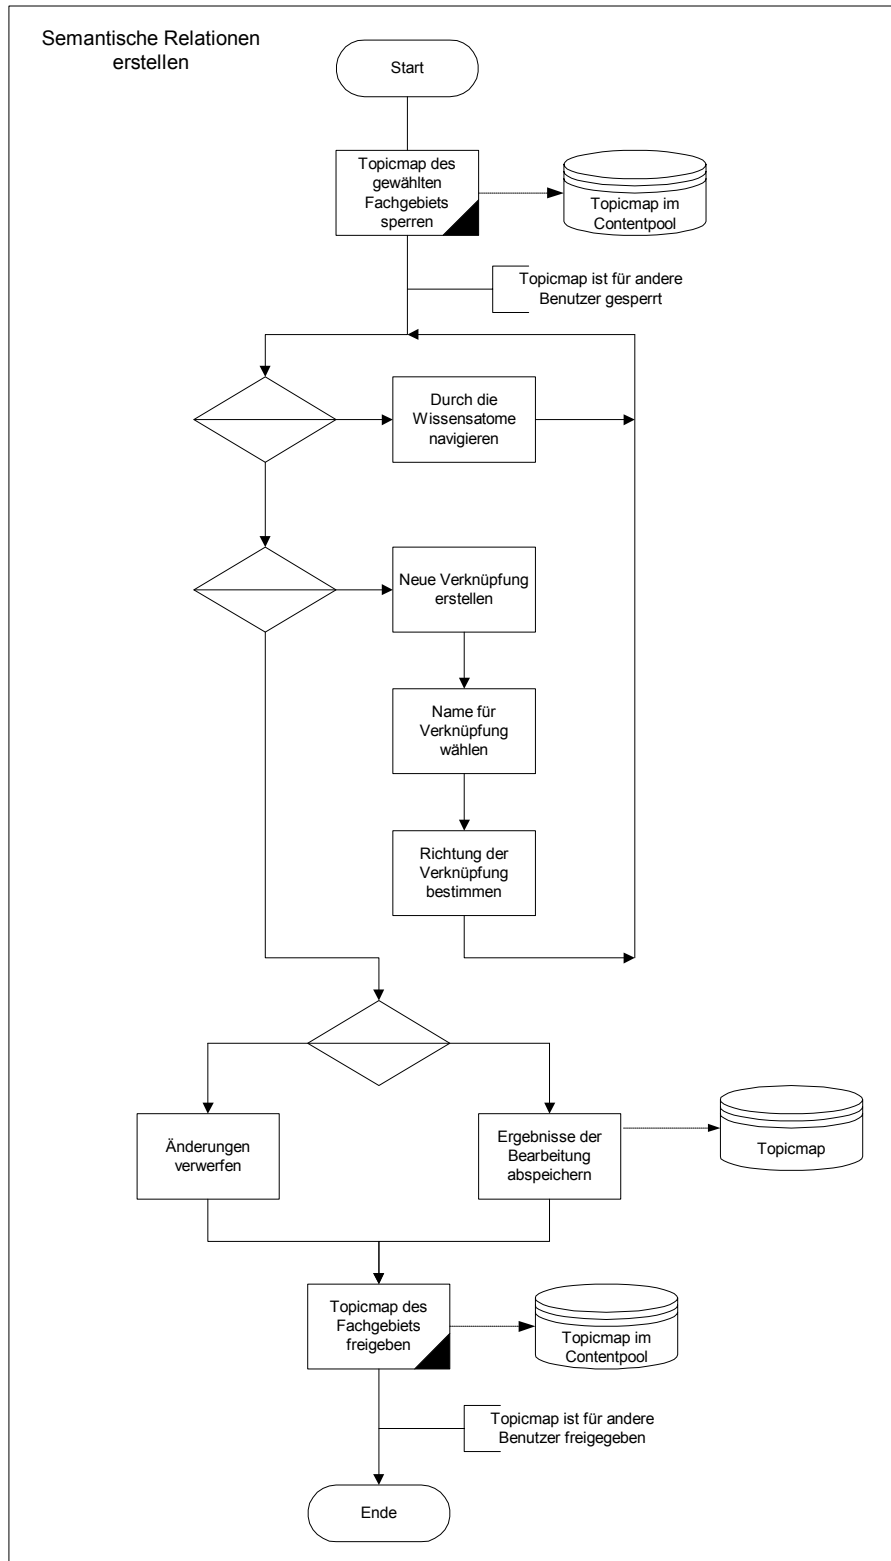 Semantische Relationen
erstellen
Start
Topicmap des
gewählten
Fachgebiets
sperren
Topicmap im
Contentpool
Topicmap ist für andere
Benutzer gesperrt
Durch die
Wissensatome
navigieren
Neue Verknüpfung
erstellen
Name für
Verknüpfung
wählen
Richtung der
Verknüpfung
bestimmen
Änderungen
verwerfen
Ergebnisse der
Bearbeitung
abspeichern
Topicmap
Topicmap des
Fachgebiets
freigeben
Topicmap im
Contentpool
Topicmap ist für andere
Benutzer freigegeben
Ende